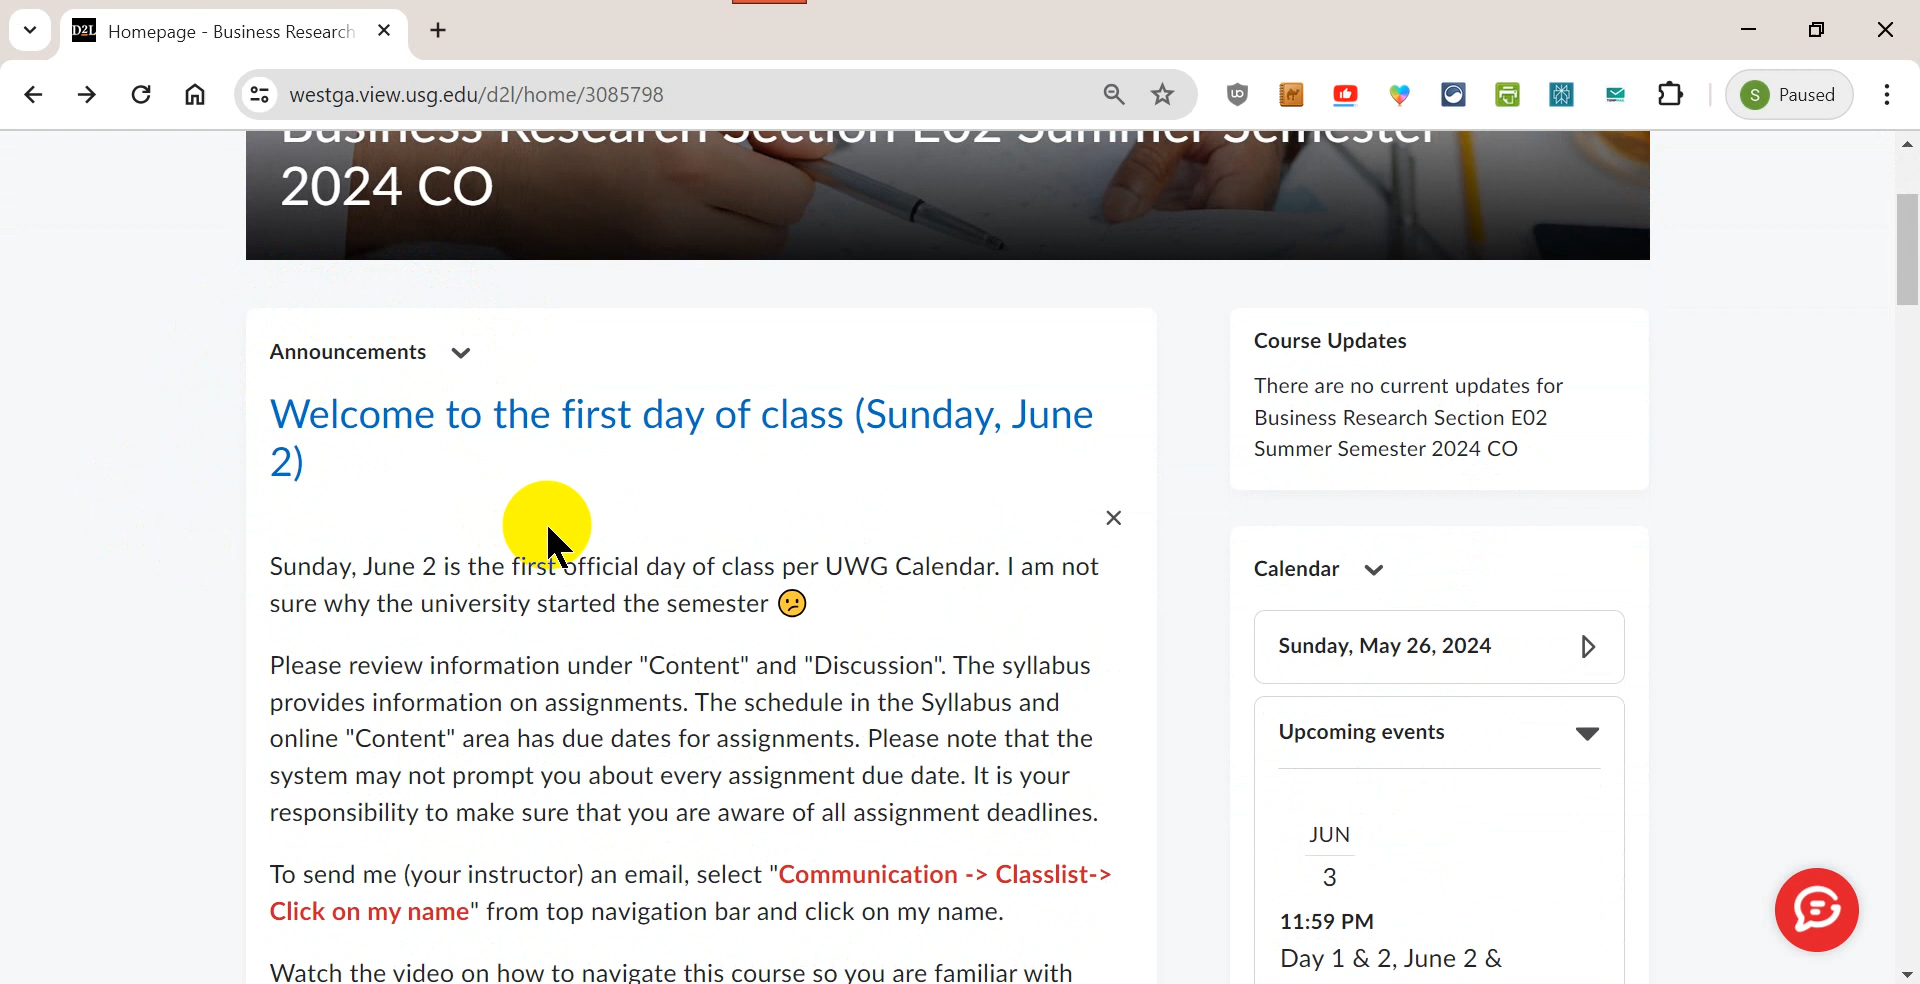 D2L Homepage - Business Research
westga.view.usg.edu/d2l/home/3085798
S Paused
Business Research Section E02 Summer Semester
2024 CO
Announcements
Welcome to the first day of class (Sunday, June
2)
Sunday, June 2 is the first official day of class per UWG Calendar. I am not
sure why the university started the semester 😕
Please review information under "Content" and "Discussion". The syllabus
provides information on assignments. The schedule in the Syllabus and
online "Content" area has due dates for assignments. Please note that the
system may not prompt you about every assignment due date. It is your
responsibility to make sure that you are aware of all assignment deadlines.
To send me (your instructor) an email, select "Communication -> Classlist->
Click on my name" from top navigation bar and click on my name.
Watch the video on how to navigate this course so you are familiar with
Course Updates
There are no current updates for
Business Research Section E02
Summer Semester 2024 CO
Calendar
Sunday, May 26, 2024
Upcoming events
JUN
3
11:59 PM
Day 1 & 2, June 2 &